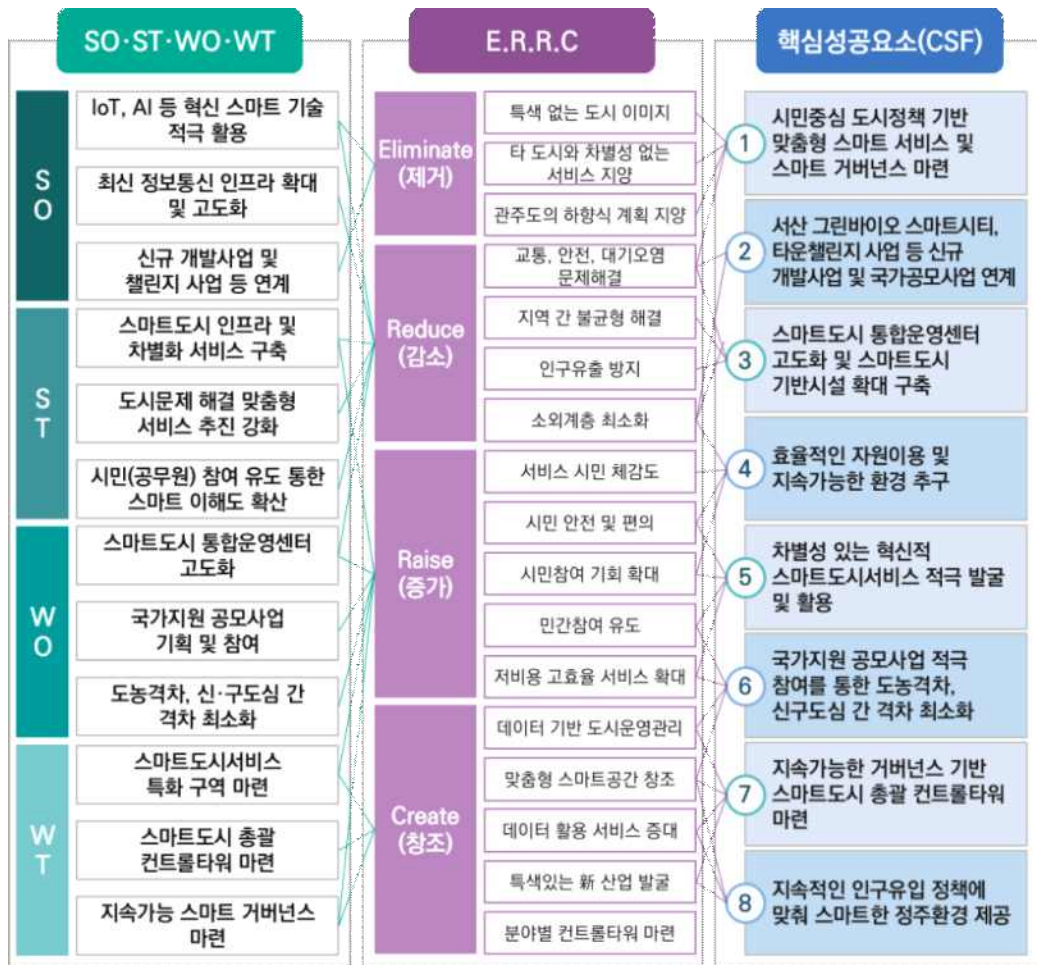 SO·ST·WO·WT
S
O
IoT, AI 등 혁신 스마트 기술
적극 활용
최신 정보통신 인프라 확대
및 고도화
신규 개발사업 및
챌린지 사업 등 연계
S
T
스마트도시 인프라 및
차별화 서비스 구축
도시문제 해결 맞춤형
서비스 추진 강화
시민(공무원) 참여 유도 통한
스마트 이해도 확산
W
O
스마트도시 통합운영센터
고도화
국가지원 공모사업
기획 및 참여
도농격차, 신·구도심 간
격차 최소화
W
T
스마트도시서비스
특화 구역 마련
스마트도시 총괄
컨트롤타워 마련
지속가능 스마트 거버넌스
마련
E.R.R.C
Eliminate
(제거)
특색 없는 도시 이미지
타 도시와 차별성 없는
서비스 지양
관주도의 하향식 계획 지양
Reduce
(감소)
교통, 안전, 대기오염
문제해결
지역 간 불균형 해결
인구유출 방지
소외계층 최소화
Raise
(증가)
서비스 시민 체감도
시민 안전 및 편의
시민참여 기회 확대
민간참여 유도
저비용 고효율 서비스 확대
Create
(창조)
데이터 기반 도시운영관리
맞춤형 스마트공간 창조
데이터 활용 서비스 증대
특색있는 新 산업 발굴
분야별 컨트롤타워 마련
핵심성공요소(CSF)
1
시민중심 도시정책 기반
맞춤형 스마트 서비스 및
스마트 거버넌스 마련
2
서산 그린바이오 스마트시티,
타운챌린지 사업 등 신규
개발사업 및 국가공모사업 연계
3
스마트도시 통합운영센터
고도화 및 스마트도시
기반시설 확대 구축
4
효율적인 자원이용 및
지속가능한 환경 추구
5
차별성 있는 혁신적
스마트도시서비스 적극 발굴
및 활용
6
국가지원 공모사업 적극
참여를 통한 도농격차,
신구도심 간 격차 최소화
7
지속가능한 거버넌스 기반
스마트도시 총괄 컨트롤타워
마련
8
지속적인 인구유입 정책에
맞춰 스마트한 정주환경 제공